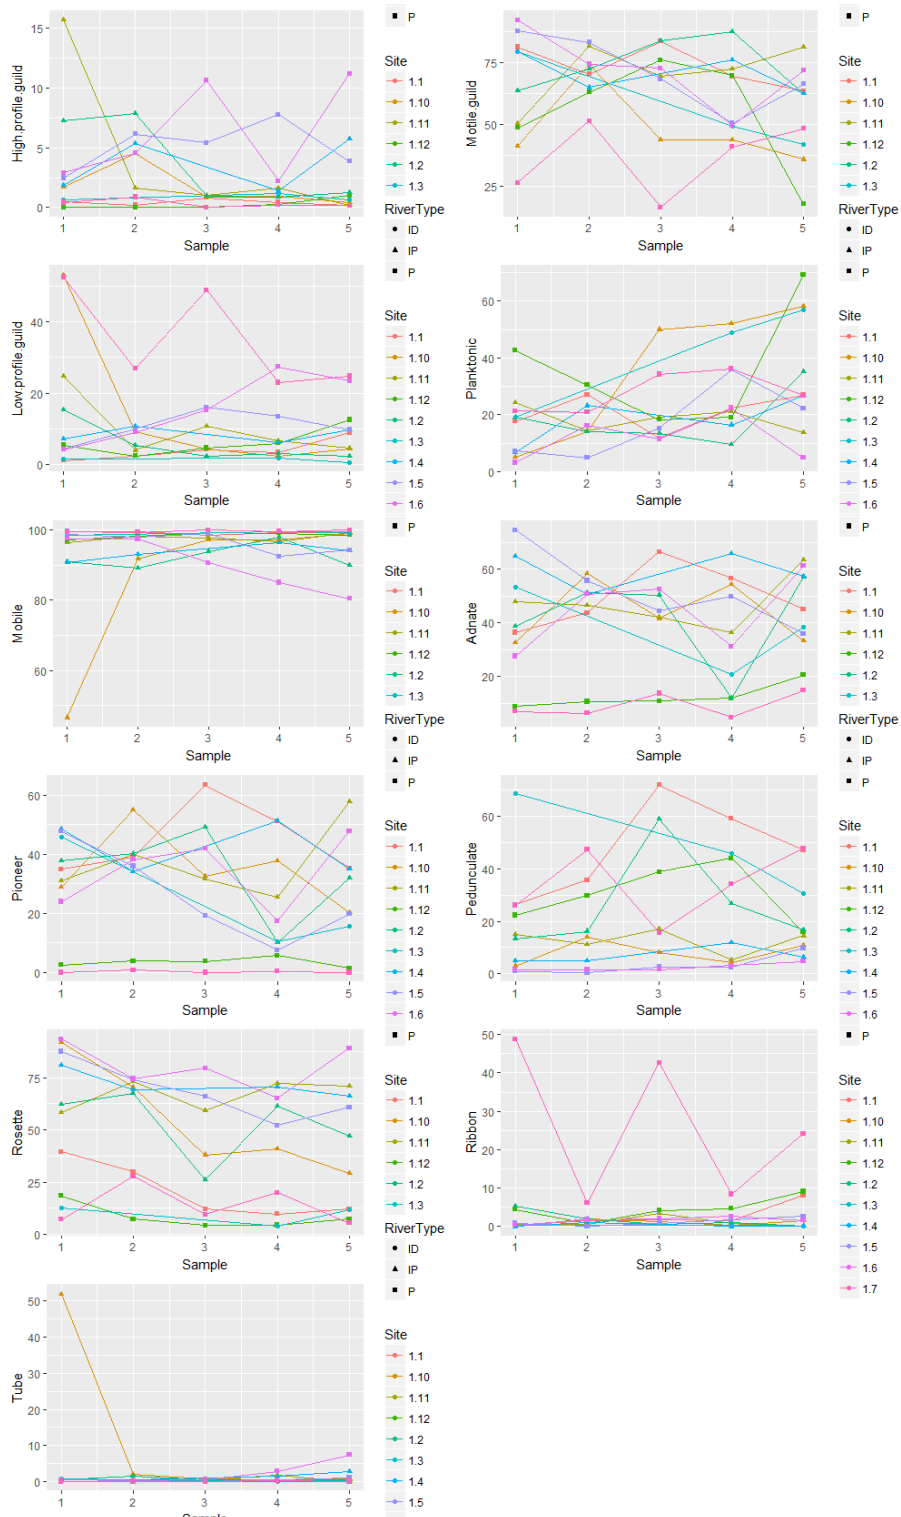 P
15
10
5
0
High.profile.guild
1 2 3 4 5
Sample
Site
1.1
1.10
1.11
1.12
1.2
1.3
RiverType
ID
IP
P
P
75
50
25
Motile.guild
1 2 3 4 5
Sample
Site
1.1
1.10
1.11
1.12
1.2
1.3
RiverType
ID
IP
P
40
20
0
Low.profile.guild
1 2 3 4 5
Sample
Site
1.1
1.10
1.11
1.12
1.2
1.3
1.4
1.5
1.6
P
60
40
20
0
Planktonic
1 2 3 4 5
Sample
Site
1.1
1.10
1.11
1.12
1.2
1.3
1.4
1.5
1.6
P
100
80
60
Mobile
1 2 3 4 5
Sample
Site
1.1
1.10
1.11
1.12
1.2
1.3
RiverType
ID
IP
P
60
40
20
Adnate
1 2 3 4 5
Sample
Site
1.1
1.10
1.11
1.12
1.2
1.3
RiverType
ID
IP
P
60
40
20
0
Pioneer
1 2 3 4 5
Sample
Site
1.1
1.10
1.11
1.12
1.2
1.3
1.4
1.5
1.6
P
60
40
20
0
Pedunculate
1 2 3 4 5
Sample
Site
1.1
1.10
1.11
1.12
1.2
1.3
1.4
1.5
1.6
P
75
50
25
0
Rosette
1 2 3 4 5
Sample
Site
1.1
1.10
1.11
1.12
1.2
1.3
RiverType
ID
IP
P
50
40
30
20
10
0
Ribbon
1 2 3 4 5
Sample
Site
1.1
1.10
1.11
1.12
1.2
1.3
1.4
1.5
1.6
1.7
50
40
30
20
10
0
Tube
1 2 3 4 5
Sample
Site
1.1
1.10
1.11
1.12
1.2
1.3
1.4
1.5